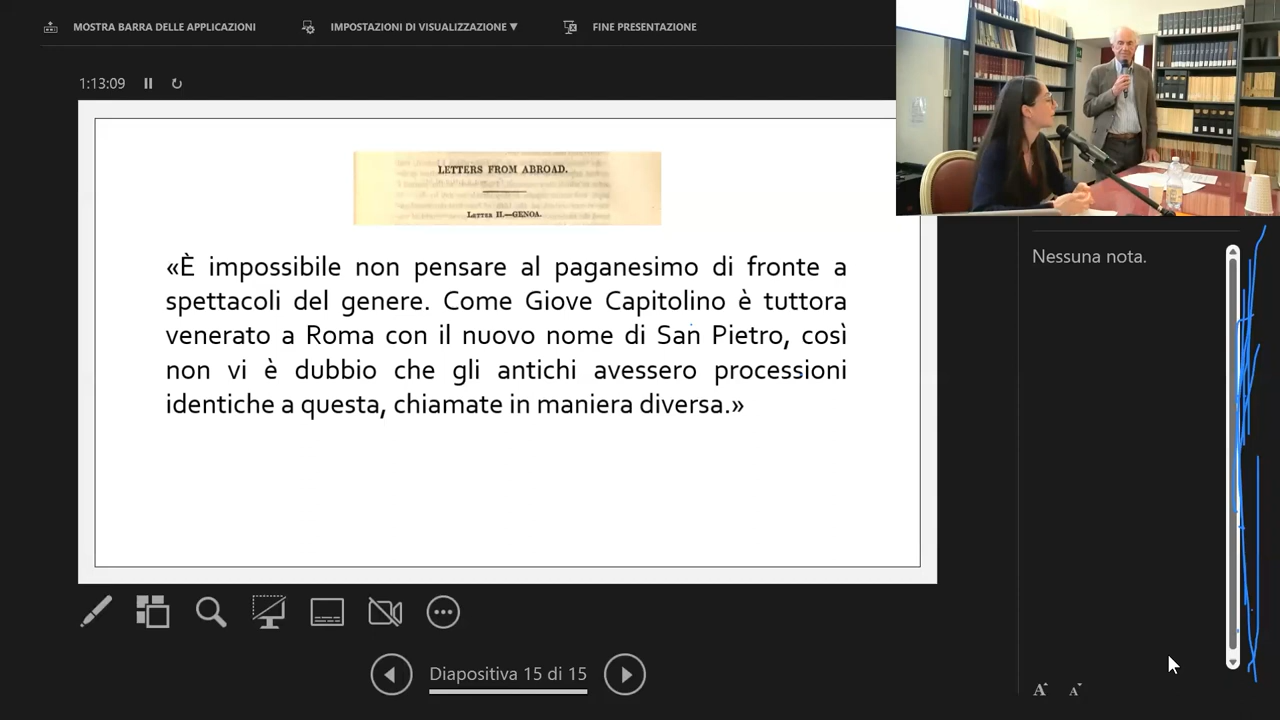 MOSTRA BARRA DELLE APPLICAZIONI
IMPOSTAZIONI DI VISUALIZZAZIONE ▼
FINE PRESENTAZIONE
1:13:09
LETTERS FROM ABROAD.
LETTER II.—GENOA.
«È impossibile non pensare al paganesimo di fronte a
spettacoli del genere. Come Giove Capitolino è tuttora
venerato a Roma con il nuovo nome di San Pietro, così
non vi è dubbio che gli antichi avessero processioni
identiche a questa, chiamate in maniera diversa.»
Nessuna nota.
Diapositiva 15 di 15
A A